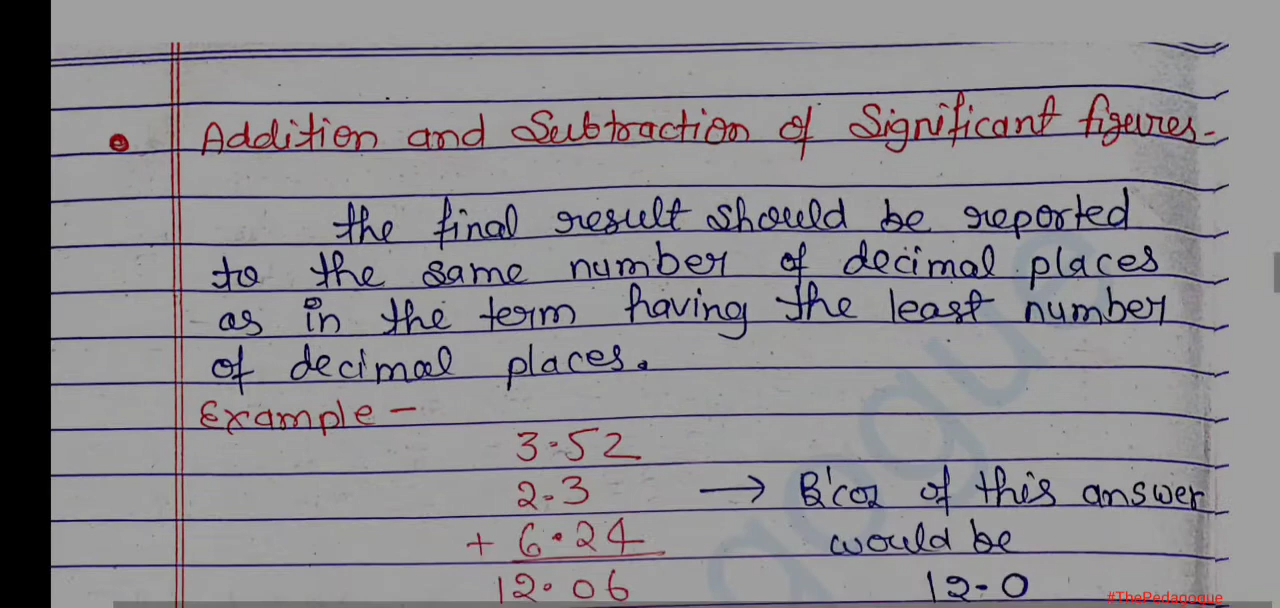 Addition and Subtraction of Significant figures-
the final result should be reported
to the same number of decimal places
as in the term having the least number
of decimal places.
Example -
3.52
2.3 → B'coz of this answer
+ 6.24 would be
12.06 12.0
#ThePedagogue